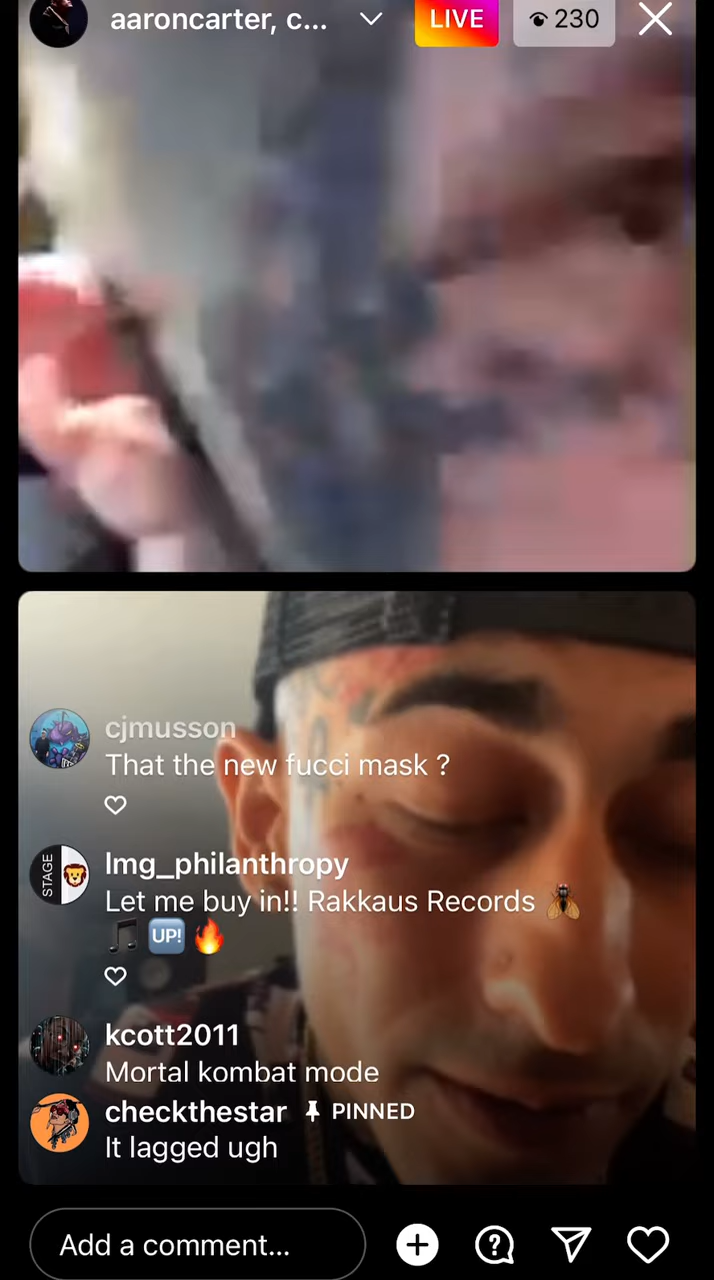 aaroncarter, c...
LIVE
230
cjmusson
That the new fucci mask ?
STAGE
lmg_philanthropy
Let me buy in!! Rakkaus Records 🪰
🎵 🆙 🔥
kcott2011
Mortal kombat mode
checkthestar 📌 PINNED
It lagged ugh
Add a comment...